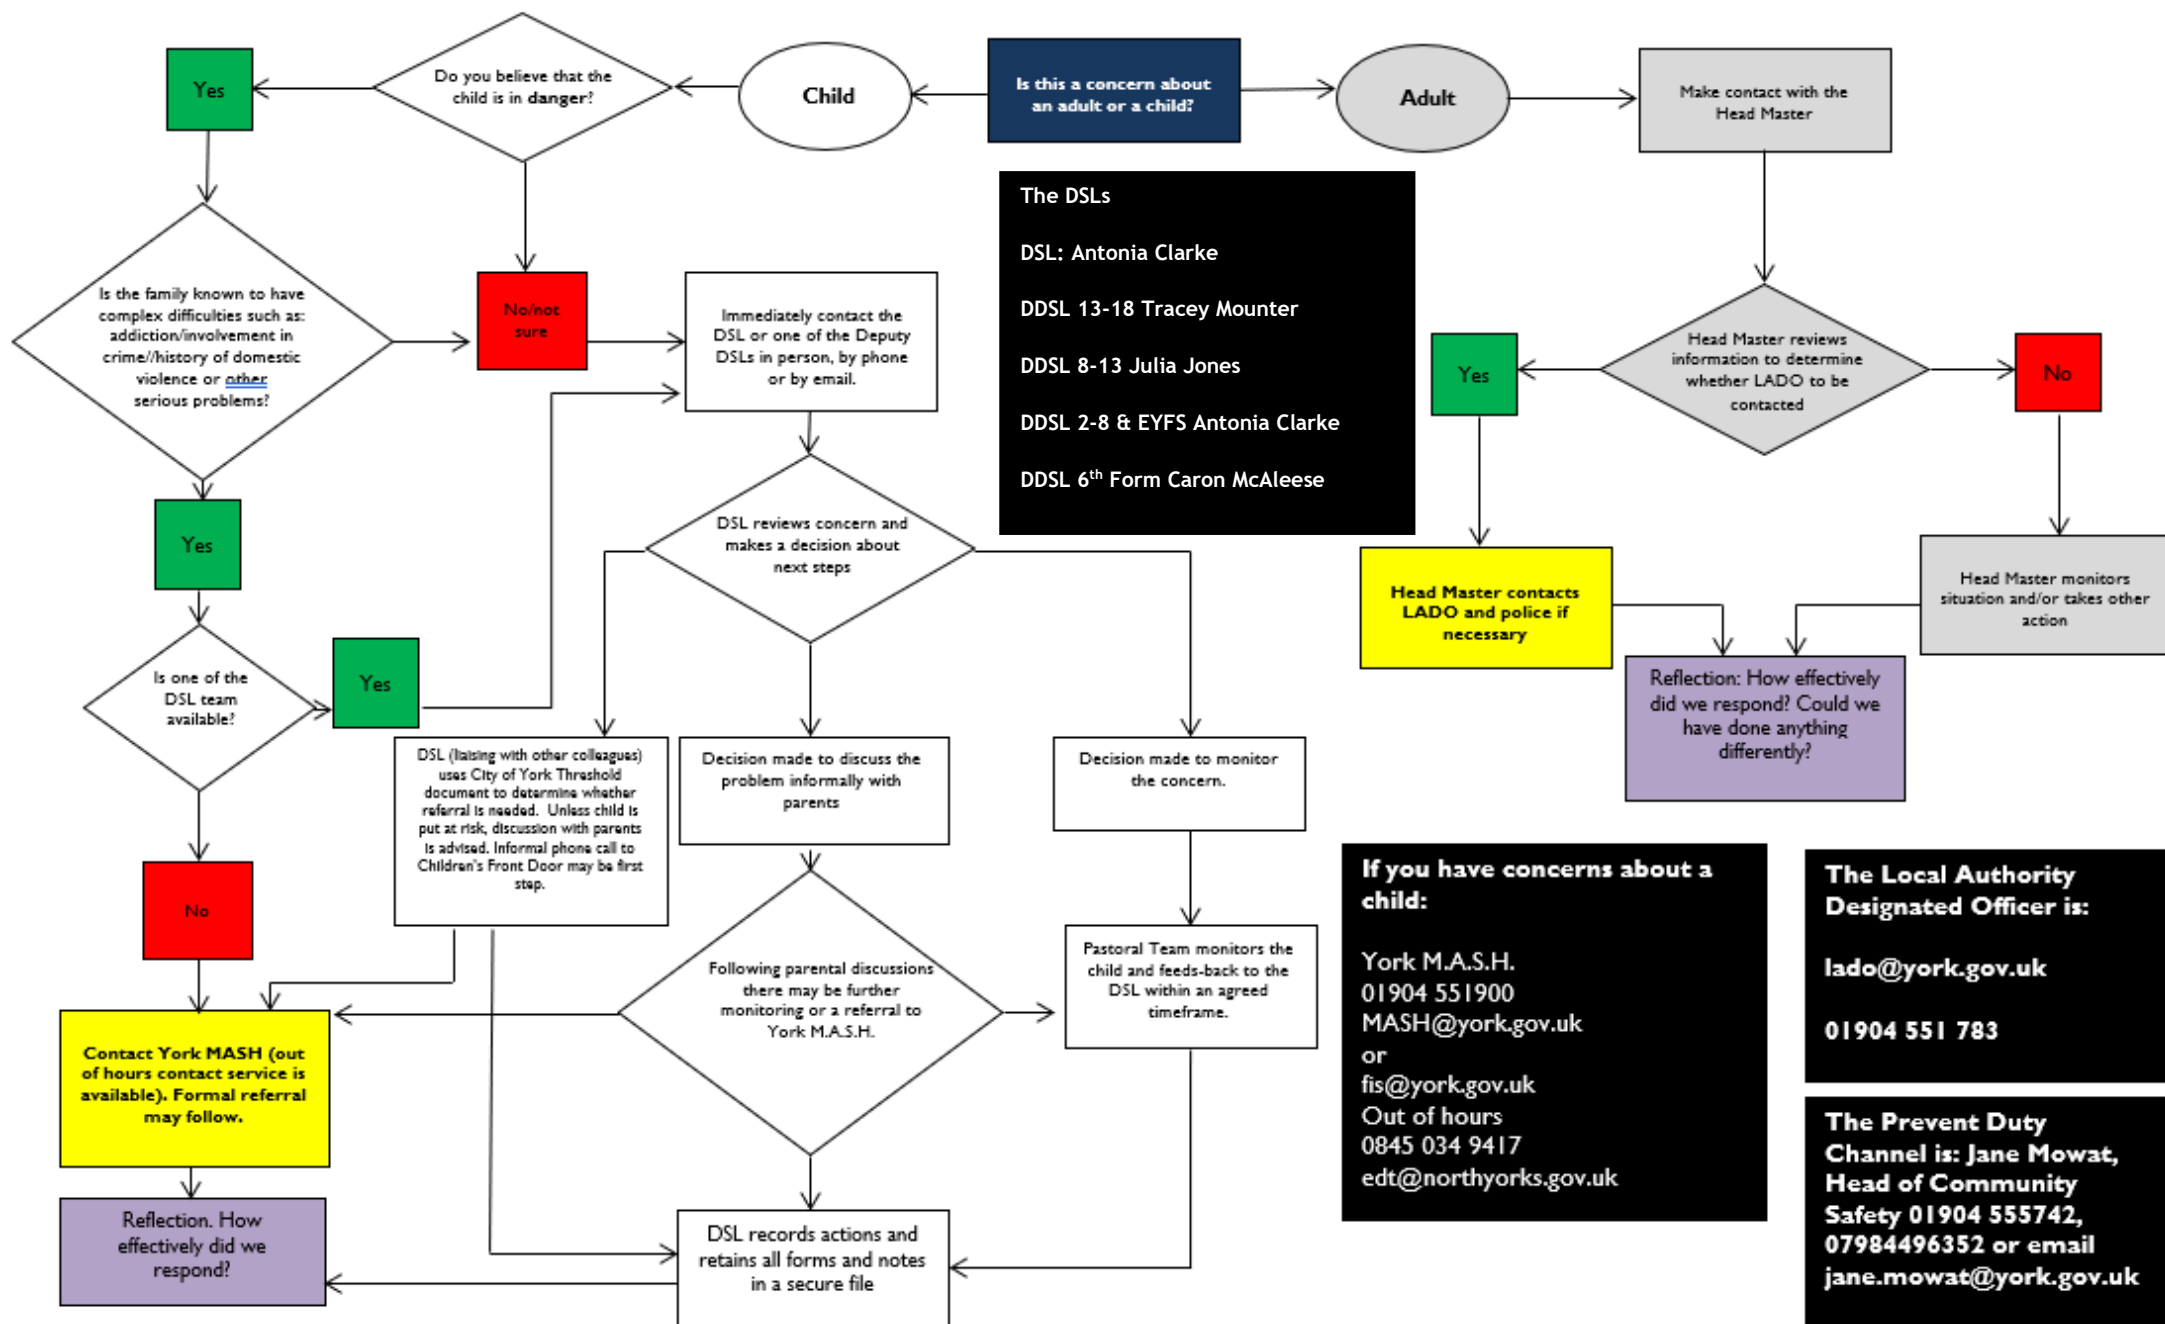 Is this a concern about
an adult or a child?
Child
Do you believe that the
child is in danger?
Yes
Adult
Make contact with the
Head Master
The DSLs
DSL: Antonia Clarke
DDSL 13-18 Tracey Mounter
DDSL 8-13 Julia Jones
DDSL 2-8 & EYFS Antonia Clarke
DDSL 6th Form Caron McAleese
Is the family known to have
complex difficulties such as:
addiction/involvement in
crime//history of domestic
violence or other
serious problems?
No/not
sure
Immediately contact the
DSL or one of the Deputy
DSLs in person, by phone
or by email.
Yes
Head Master reviews
information to determine
whether LADO to be
contacted
No
Yes
DSL reviews concern and
makes a decision about
next steps
Head Master contacts
LADO and police if
necessary
Head Master monitors
situation and/or takes other
action
Is one of the
DSL team
available?
Yes
Reflection: How effectively
did we respond? Could we
have done anything
differently?
DSL (liaising with other colleagues)
uses City of York Threshold
document to determine whether
referral is needed. Unless child is
put at risk, discussion with parents
is advised. Informal phone call to
Children's Front Door may be first
step.
Decision made to discuss the
problem informally with
parents
Decision made to monitor
the concern.
No
Following parental discussions
there may be further
monitoring or a referral to
York M.A.S.H.
Pastoral Team monitors the
child and feeds-back to the
DSL within an agreed
timeframe.
If you have concerns about a
child:
York M.A.S.H.
01904 551900
MASH@york.gov.uk
or
fis@york.gov.uk
Out of hours
0845 034 9417
edt@northyorks.gov.uk
The Local Authority
Designated Officer is:
lado@york.gov.uk
01904 551 783
Contact York MASH (out
of hours contact service is
available). Formal referral
may follow.
The Prevent Duty
Channel is: Jane Mowat,
Head of Community
Safety 01904 555742,
07984496352 or email
jane.mowat@york.gov.uk
Reflection. How
effectively did we
respond?
DSL records actions and
retains all forms and notes
in a secure file